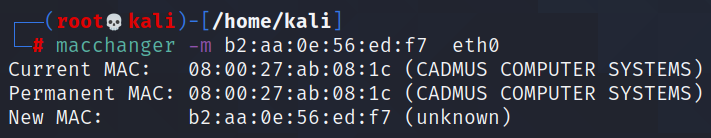 (root💀kali)-[/home/kali]
# macchanger -m b2:aa:0e:56:ed:f7  eth0
Current MAC:   08:00:27:ab:08:1c (CADMUS COMPUTER SYSTEMS)
Permanent MAC: 08:00:27:ab:08:1c (CADMUS COMPUTER SYSTEMS)
New MAC:       b2:aa:0e:56:ed:f7 (unknown)